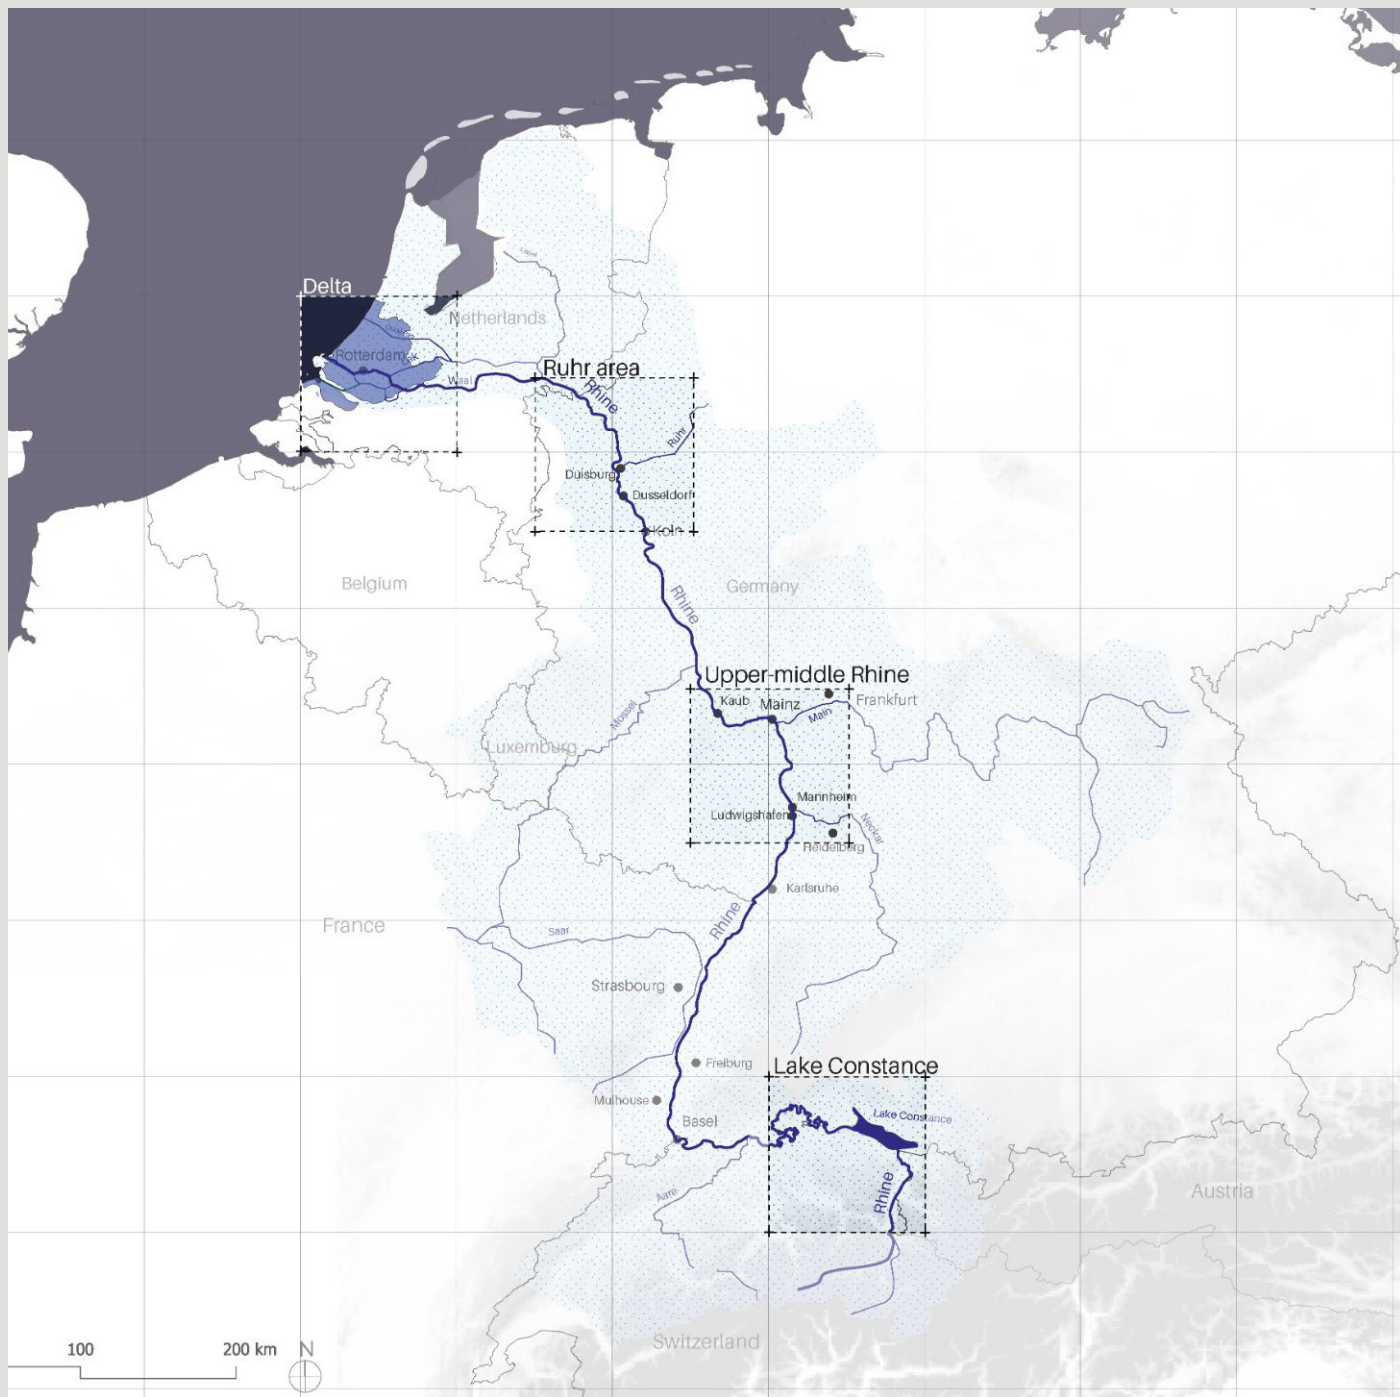 Delta
Netherlands
Rotterdam
Lek
Waal
Ruhr area
Rhine
Ruhr
Duisburg
Dusseldorf
Koln
Belgium
Germany
Rhine
Upper-middle Rhine
Kaub
Mainz
Frankfurt
Main
Mossel
Luxemburg
Mannheim
Ludwigshafen
Neckar
Heidelberg
Karlsruhe
France
Rhine
Saar
Strasbourg
Freiburg
Lake Constance
Mulhouse
Basel
Lake Constance
Rhine
Aare
Austria
Switzerland
100
200 km
N